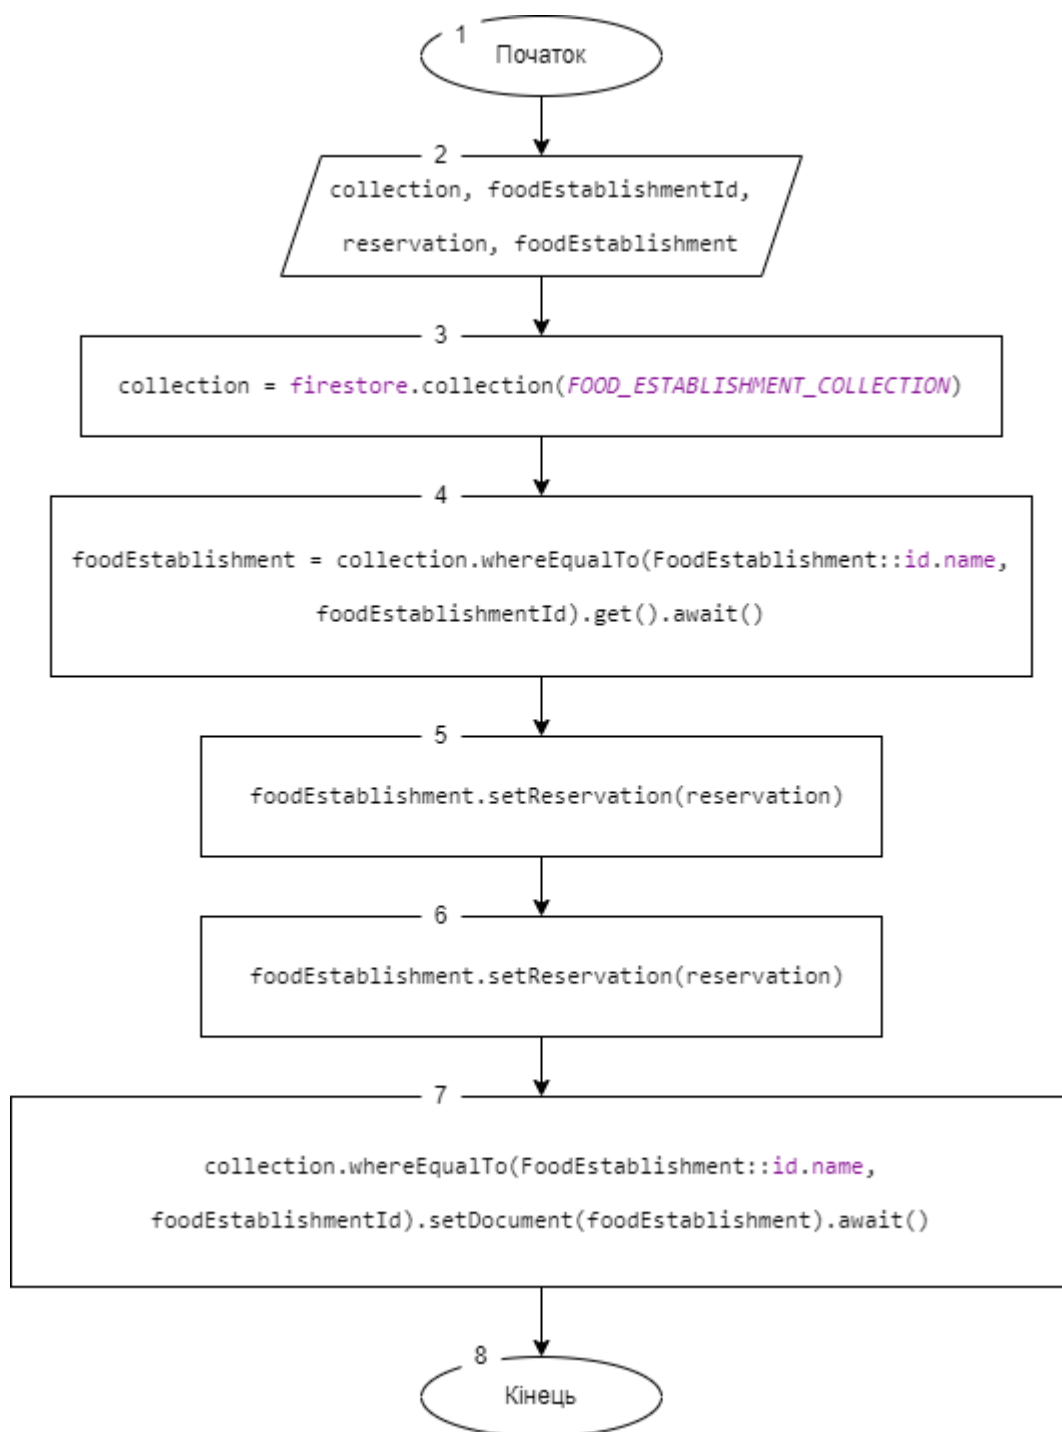 1
Початок
2
collection, foodEstablishmentId,
reservation, foodEstablishment
3
collection = firestore.collection(FOOD_ESTABLISHMENT_COLLECTION)
4
foodEstablishment = collection.whereEqualTo(FoodEstablishment::id.name,
foodEstablishmentId).get().await()
5
foodEstablishment.setReservation(reservation)
6
foodEstablishment.setReservation(reservation)
7
collection.whereEqualTo(FoodEstablishment::id.name,
foodEstablishmentId).setDocument(foodEstablishment).await()
8
Кінець